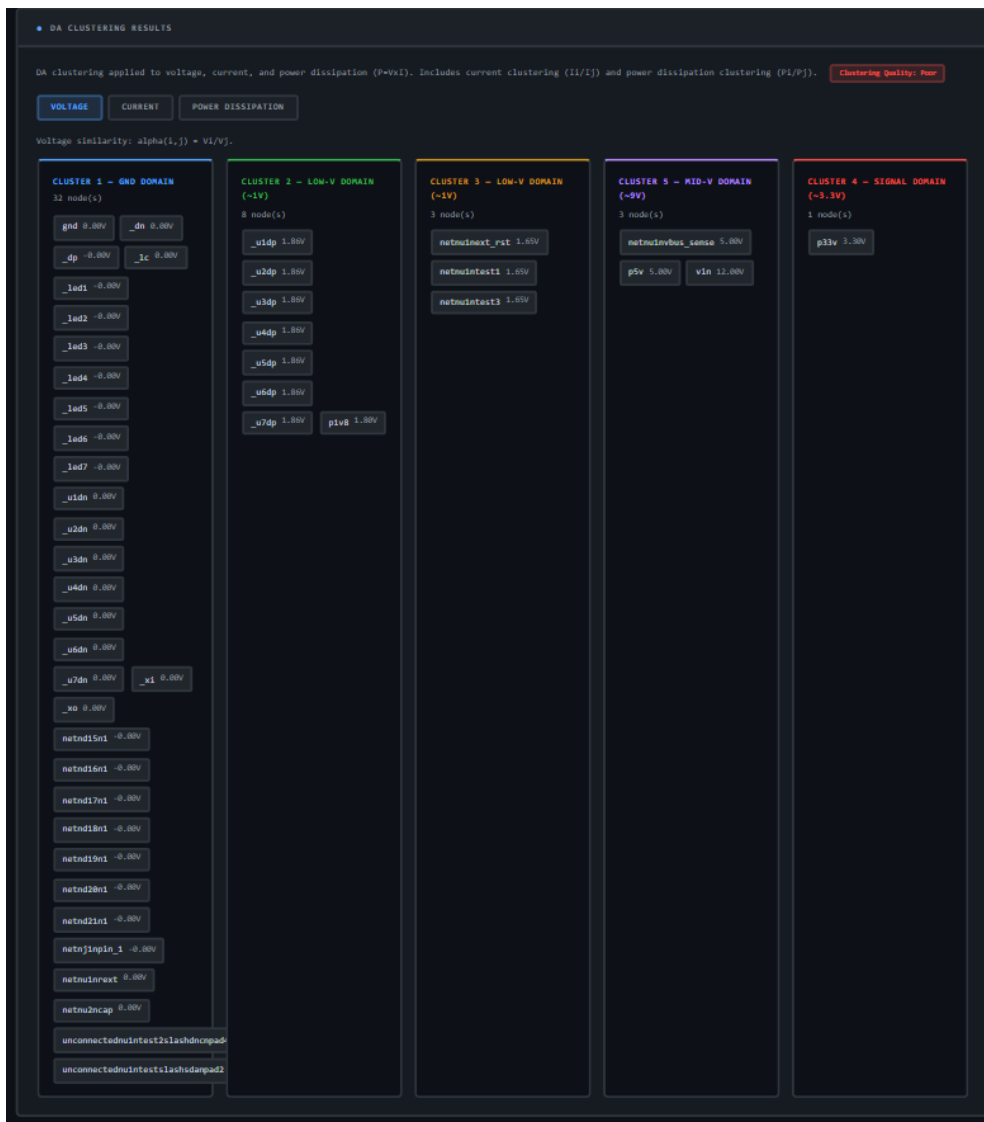 DA CLUSTERING RESULTS
DA clustering applied to voltage, current, and power dissipation (P=VxI). Includes current clustering (Ii/Ij) and power dissipation clustering (Pi/Pj). Clustering Quality: Poor
VOLTAGE CURRENT POWER DISSIPATION
Voltage similarity: alpha(i,j) = Vi/Vj.
CLUSTER 1 — GND DOMAIN
32 node(s)
gnd 0.00V _dn 0.00V
_dp -0.00V _lc 0.00V
_led1 -0.00V
_led2 -0.00V
_led3 -0.00V
_led4 -0.00V
_led5 -0.00V
_led6 -0.00V
_led7 -0.00V
_u1dn 0.00V
_u2dn 0.00V
_u3dn 0.00V
_u4dn 0.00V
_u5dn 0.00V
_u6dn 0.00V
_u7dn 0.00V _xi 0.00V
_xo 0.00V
netnd15n1 -0.00V
netnd16n1 -0.00V
netnd17n1 -0.00V
netnd18n1 -0.00V
netnd19n1 -0.00V
netnd20n1 -0.00V
netnd21n1 -0.00V
netnj1npin_1 -0.00V
netnu1nrext 0.00V
netnu2ncap 0.00V
unconnectednu1ntest2slashdncnpad
unconnectednu1ntestslashsdanpad2
CLUSTER 2 — LOW-V DOMAIN
(~1V)
8 node(s)
_u1dp 1.86V
_u2dp 1.86V
_u3dp 1.86V
_u4dp 1.86V
_u5dp 1.86V
_u6dp 1.86V
_u7dp 1.86V p1v8 1.80V
CLUSTER 3 — LOW-V DOMAIN
(~1V)
3 node(s)
netnu1next_rst 1.65V
netnu1ntest1 1.65V
netnu1ntest3 1.65V
CLUSTER 5 — MID-V DOMAIN
(~9V)
3 node(s)
netnu1nvbus_sense 5.00V
p5v 5.00V vin 12.00V
CLUSTER 4 — SIGNAL DOMAIN
(~3.3V)
1 node(s)
p33v 3.30V